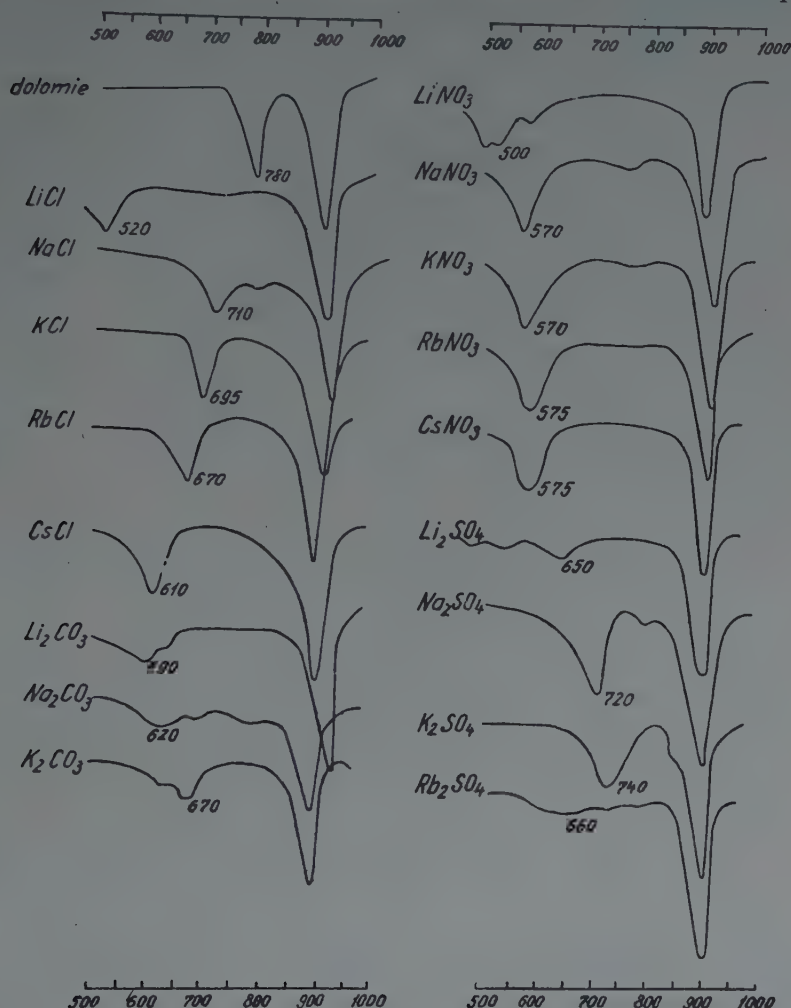 500 600 700 800 900 1000
dolomie
780
LiCl
520
NaCl
710
KCl
695
RbCl
670
CsCl
610
Li₂CO₃
590
Na₂CO₃
620
K₂CO₃
670
500 600 700 800 900 1000
500 600 700 800 900 1000
LiNO₃
500
NaNO₃
570
KNO₃
570
RbNO₃
575
CsNO₃
575
Li₂SO₄
650
Na₂SO₄
720
K₂SO₄
740
Rb₂SO₄
660
500 600 700 800 900 1000